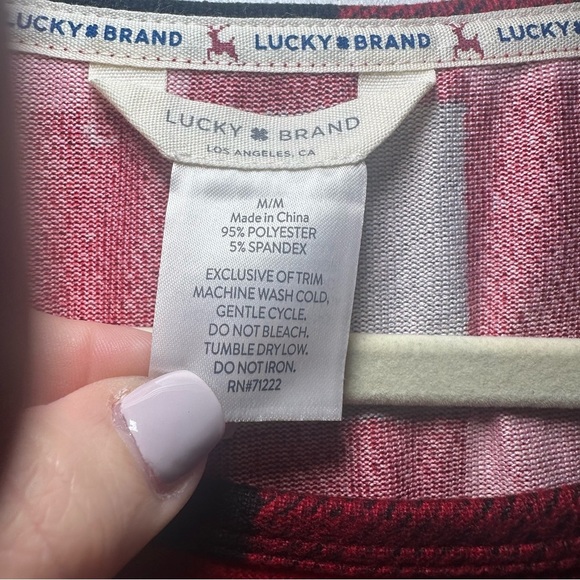 LUCKY BRAND LUCKY BRAND LUCKY
LUCKY BRAND
LOS ANGELES, CA
M/M
Made in China
95% POLYESTER
5% SPANDEX
EXCLUSIVE OF TRIM
MACHINE WASH COLD,
GENTLE CYCLE.
DO NOT BLEACH.
TUMBLE DRY LOW.
DO NOT IRON.
RN#71222